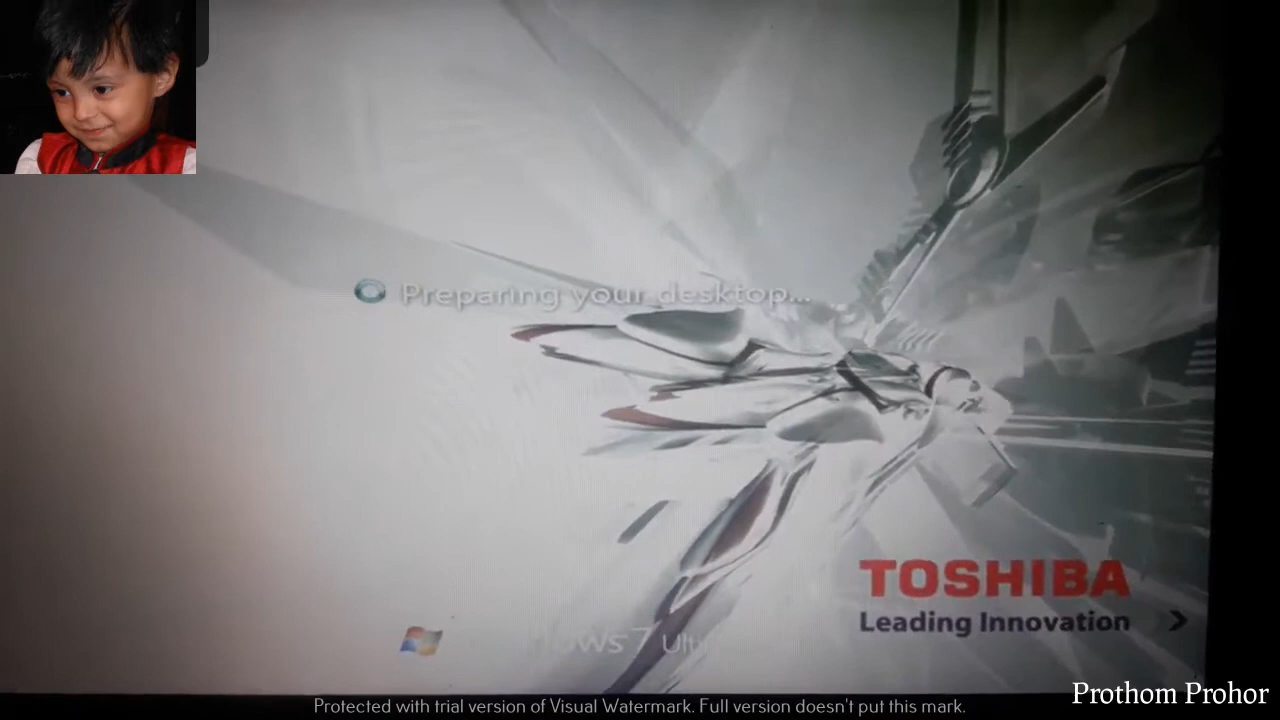 Preparing your desktop...
TOSHIBA
Leading Innovation >
7
Prothom Prohor
Protected with trial version of Visual Watermark. Full version doesn't put this mark.